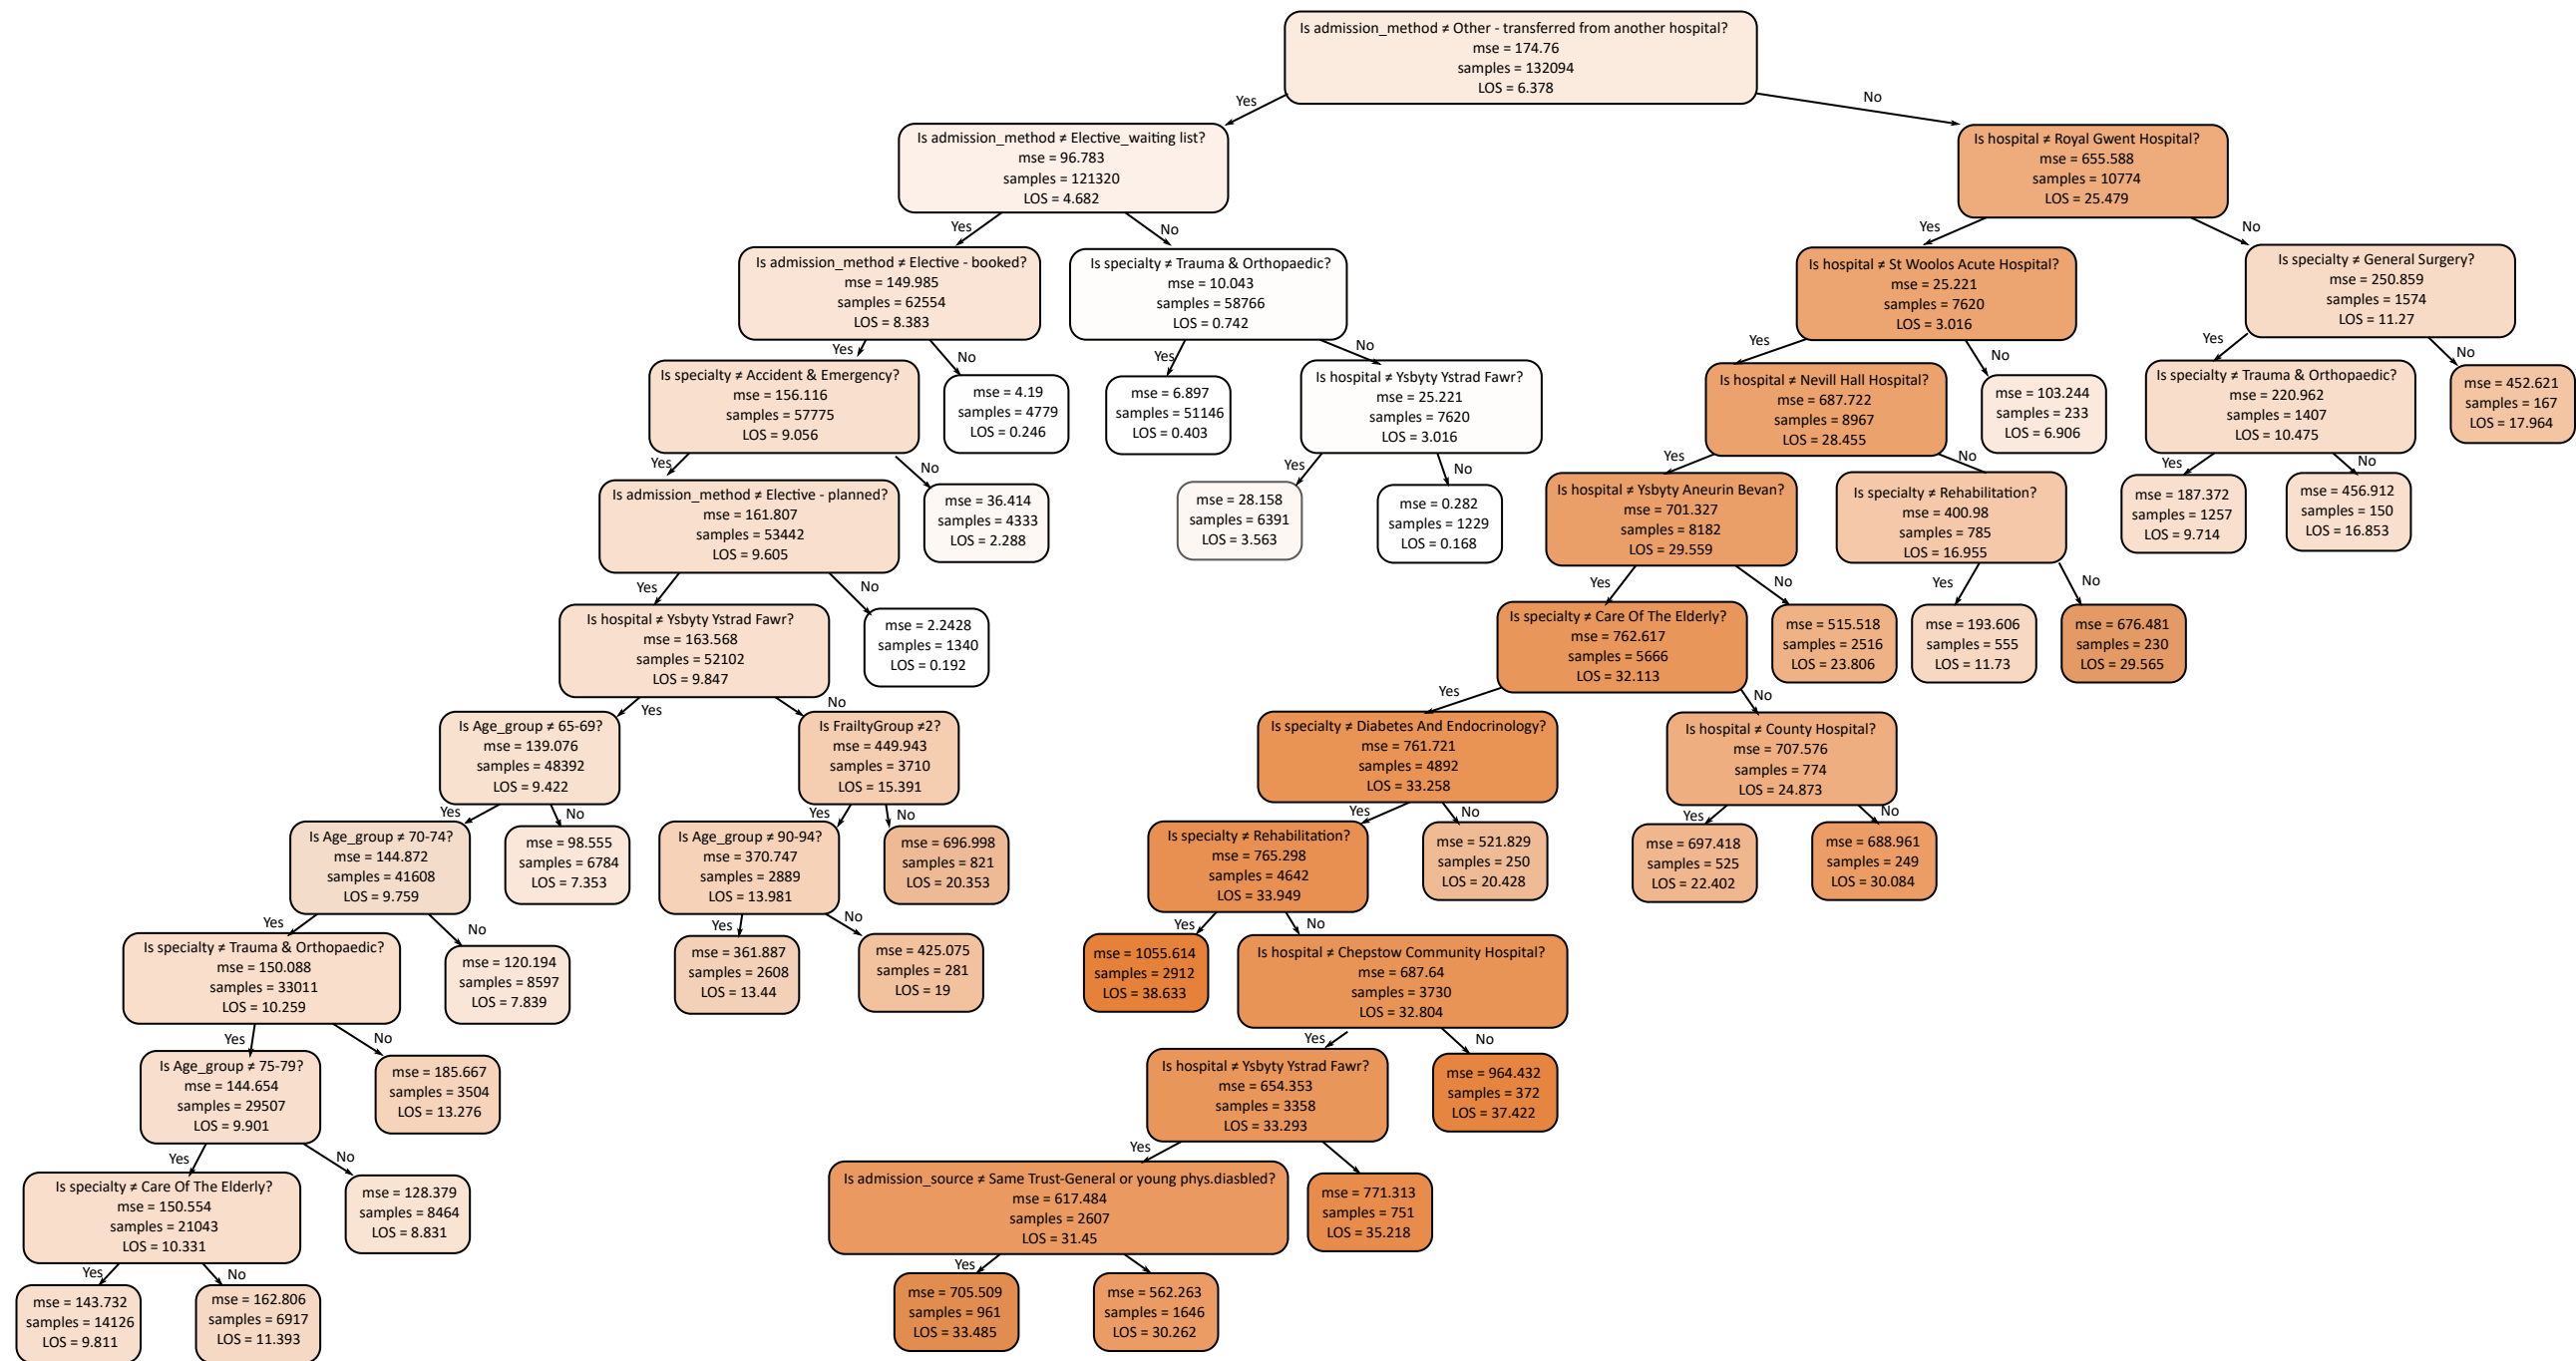 Is admission_method ≠ Other - transferred from another hospital?
mse = 174.76
samples = 132094
LOS = 6.378
Yes
No
Is admission_method ≠ Elective_waiting list?
mse = 96.783
samples = 121320
LOS = 4.682
Is hospital ≠ Royal Gwent Hospital?
mse = 655.588
samples = 10774
LOS = 25.479
Yes
No
Yes
No
Is admission_method ≠ Elective - booked?
mse = 149.985
samples = 62554
LOS = 8.383
Is specialty ≠ Trauma & Orthopaedic?
mse = 10.043
samples = 58766
LOS = 0.742
Is hospital ≠ St Woolos Acute Hospital?
mse = 25.221
samples = 7620
LOS = 3.016
Is specialty ≠ General Surgery?
mse = 250.859
samples = 1574
LOS = 11.27
Yes
No
Yes
No
Yes
No
Yes
No
Is specialty ≠ Accident & Emergency?
mse = 156.116
samples = 57775
LOS = 9.056
mse = 4.19
samples = 4779
LOS = 0.246
mse = 6.897
samples = 51146
LOS = 0.403
Is hospital ≠ Ysbyty Ystrad Fawr?
mse = 25.221
samples = 7620
LOS = 3.016
Is hospital ≠ Nevill Hall Hospital?
mse = 687.722
samples = 8967
LOS = 28.455
mse = 103.244
samples = 233
LOS = 6.906
Is specialty ≠ Trauma & Orthopaedic?
mse = 220.962
samples = 1407
LOS = 10.475
mse = 452.621
samples = 167
LOS = 17.964
Yes
No
Yes
No
Yes
No
Yes
No
Is admission_method ≠ Elective - planned?
mse = 161.807
samples = 53442
LOS = 9.605
mse = 36.414
samples = 4333
LOS = 2.288
mse = 28.158
samples = 6391
LOS = 3.563
mse = 0.282
samples = 1229
LOS = 0.168
Is hospital ≠ Ysbyty Aneurin Bevan?
mse = 701.327
samples = 8182
LOS = 29.559
Is specialty ≠ Rehabilitation?
mse = 400.98
samples = 785
LOS = 16.955
mse = 187.372
samples = 1257
LOS = 9.714
mse = 456.912
samples = 150
LOS = 16.853
Yes
No
Yes
No
Yes
No
Is hospital ≠ Ysbyty Ystrad Fawr?
mse = 163.568
samples = 52102
LOS = 9.847
mse = 2.2428
samples = 1340
LOS = 0.192
Is specialty ≠ Care Of The Elderly?
mse = 762.617
samples = 5666
LOS = 32.113
mse = 515.518
samples = 2516
LOS = 23.806
mse = 193.606
samples = 555
LOS = 11.73
mse = 676.481
samples = 230
LOS = 29.565
Yes
No
Yes
No
Is Age_group ≠ 65-69?
mse = 139.076
samples = 48392
LOS = 9.422
Is FrailtyGroup ≠2?
mse = 449.943
samples = 3710
LOS = 15.391
Is specialty ≠ Diabetes And Endocrinology?
mse = 761.721
samples = 4892
LOS = 33.258
Is hospital ≠ County Hospital?
mse = 707.576
samples = 774
LOS = 24.873
Yes
No
Yes
No
Yes
No
Yes
No
Is Age_group ≠ 70-74?
mse = 144.872
samples = 41608
LOS = 9.759
mse = 98.555
samples = 6784
LOS = 7.353
Is Age_group ≠ 90-94?
mse = 370.747
samples = 2889
LOS = 13.981
mse = 696.998
samples = 821
LOS = 20.353
Is specialty ≠ Rehabilitation?
mse = 765.298
samples = 4642
LOS = 33.949
mse = 521.829
samples = 250
LOS = 20.428
mse = 697.418
samples = 525
LOS = 22.402
mse = 688.961
samples = 249
LOS = 30.084
Yes
No
Yes
No
Yes
No
Is specialty ≠ Trauma & Orthopaedic?
mse = 150.088
samples = 33011
LOS = 10.259
mse = 120.194
samples = 8597
LOS = 7.839
mse = 361.887
samples = 2608
LOS = 13.44
mse = 425.075
samples = 281
LOS = 19
mse = 1055.614
samples = 2912
LOS = 38.633
Is hospital ≠ Chepstow Community Hospital?
mse = 687.64
samples = 3730
LOS = 32.804
Yes
No
Yes
No
Is Age_group ≠ 75-79?
mse = 144.654
samples = 29507
LOS = 9.901
mse = 185.667
samples = 3504
LOS = 13.276
Is hospital ≠ Ysbyty Ystrad Fawr?
mse = 654.353
samples = 3358
LOS = 33.293
mse = 964.432
samples = 372
LOS = 37.422
Yes
No
Yes
Is specialty ≠ Care Of The Elderly?
mse = 150.554
samples = 21043
LOS = 10.331
mse = 128.379
samples = 8464
LOS = 8.831
Is admission_source ≠ Same Trust-General or young phys.diasbled?
mse = 617.484
samples = 2607
LOS = 31.45
mse = 771.313
samples = 751
LOS = 35.218
Yes
No
Yes
mse = 143.732
samples = 14126
LOS = 9.811
mse = 162.806
samples = 6917
LOS = 11.393
mse = 705.509
samples = 961
LOS = 33.485
mse = 562.263
samples = 1646
LOS = 30.262